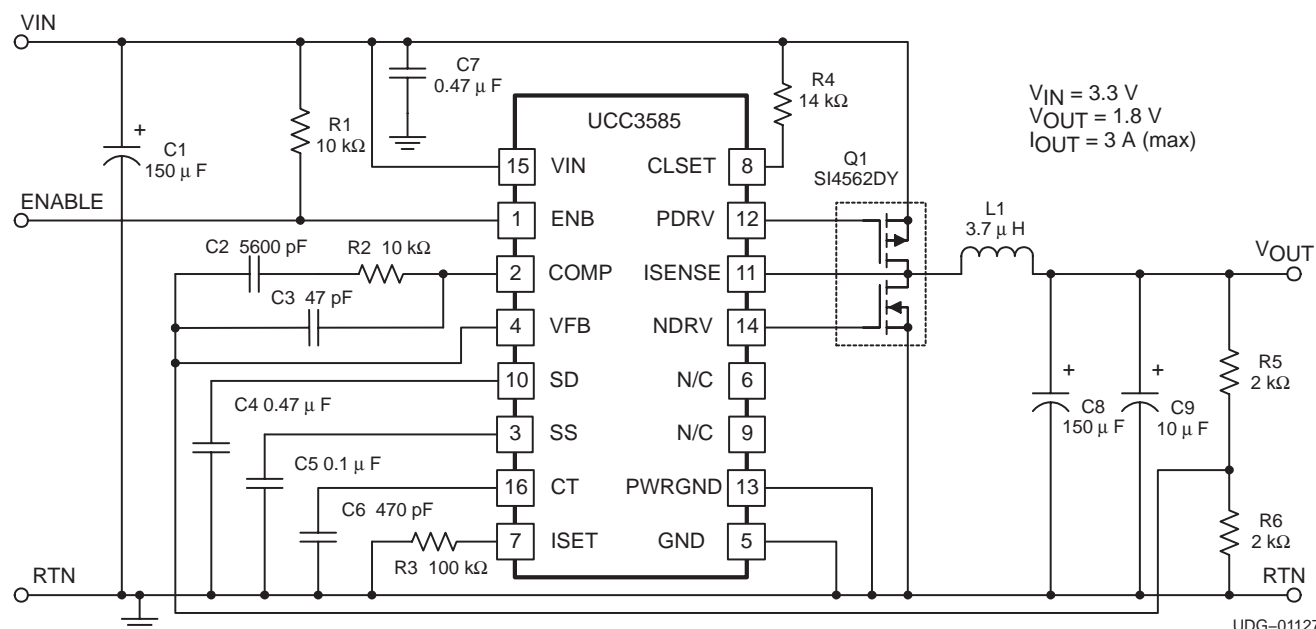 VIN
C7
0.47 μ F
R4
14 kΩ
VIN = 3.3 V
VOUT = 1.8 V
IOUT = 3 A (max)
+
C1
150 μ F
R1
10 kΩ
UCC3585
Q1
SI4562DY
15 VIN
CLSET 8
ENABLE
1 ENB
PDRV 12
L1
3.7 μ H
C2 5600 pF
R2 10 kΩ
2 COMP
ISENSE 11
VOUT
C3 47 pF
4 VFB
NDRV 14
10 SD
N/C 6
+
C8
150 μ F
+
C9
10 μ F
R5
2 kΩ
C4 0.47 μ F
3 SS
N/C 9
C5 0.1 μ F
16 CT
PWRGND 13
C6 470 pF
7 ISET
GND 5
R6
2 kΩ
R3 100 kΩ
RTN
RTN
UDG–01127